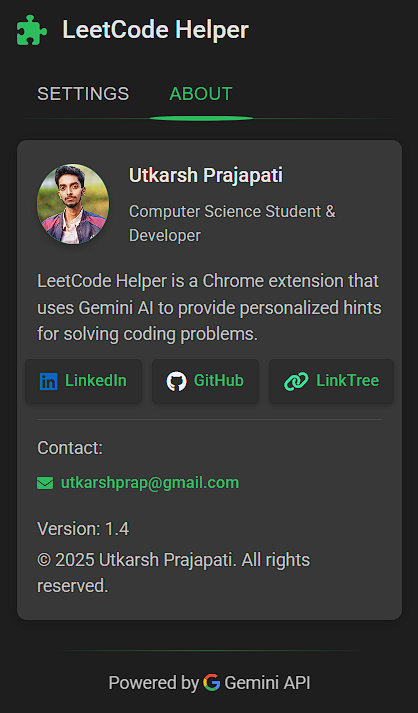 LeetCode Helper
SETTINGS ABOUT
Utkarsh Prajapati
Computer Science Student &
Developer
LeetCode Helper is a Chrome extension that
uses Gemini AI to provide personalized hints
for solving coding problems.
LinkedIn GitHub LinkTree
Contact:
utkarshprap@gmail.com
Version: 1.4
© 2025 Utkarsh Prajapati. All rights
reserved.
Powered by Gemini API